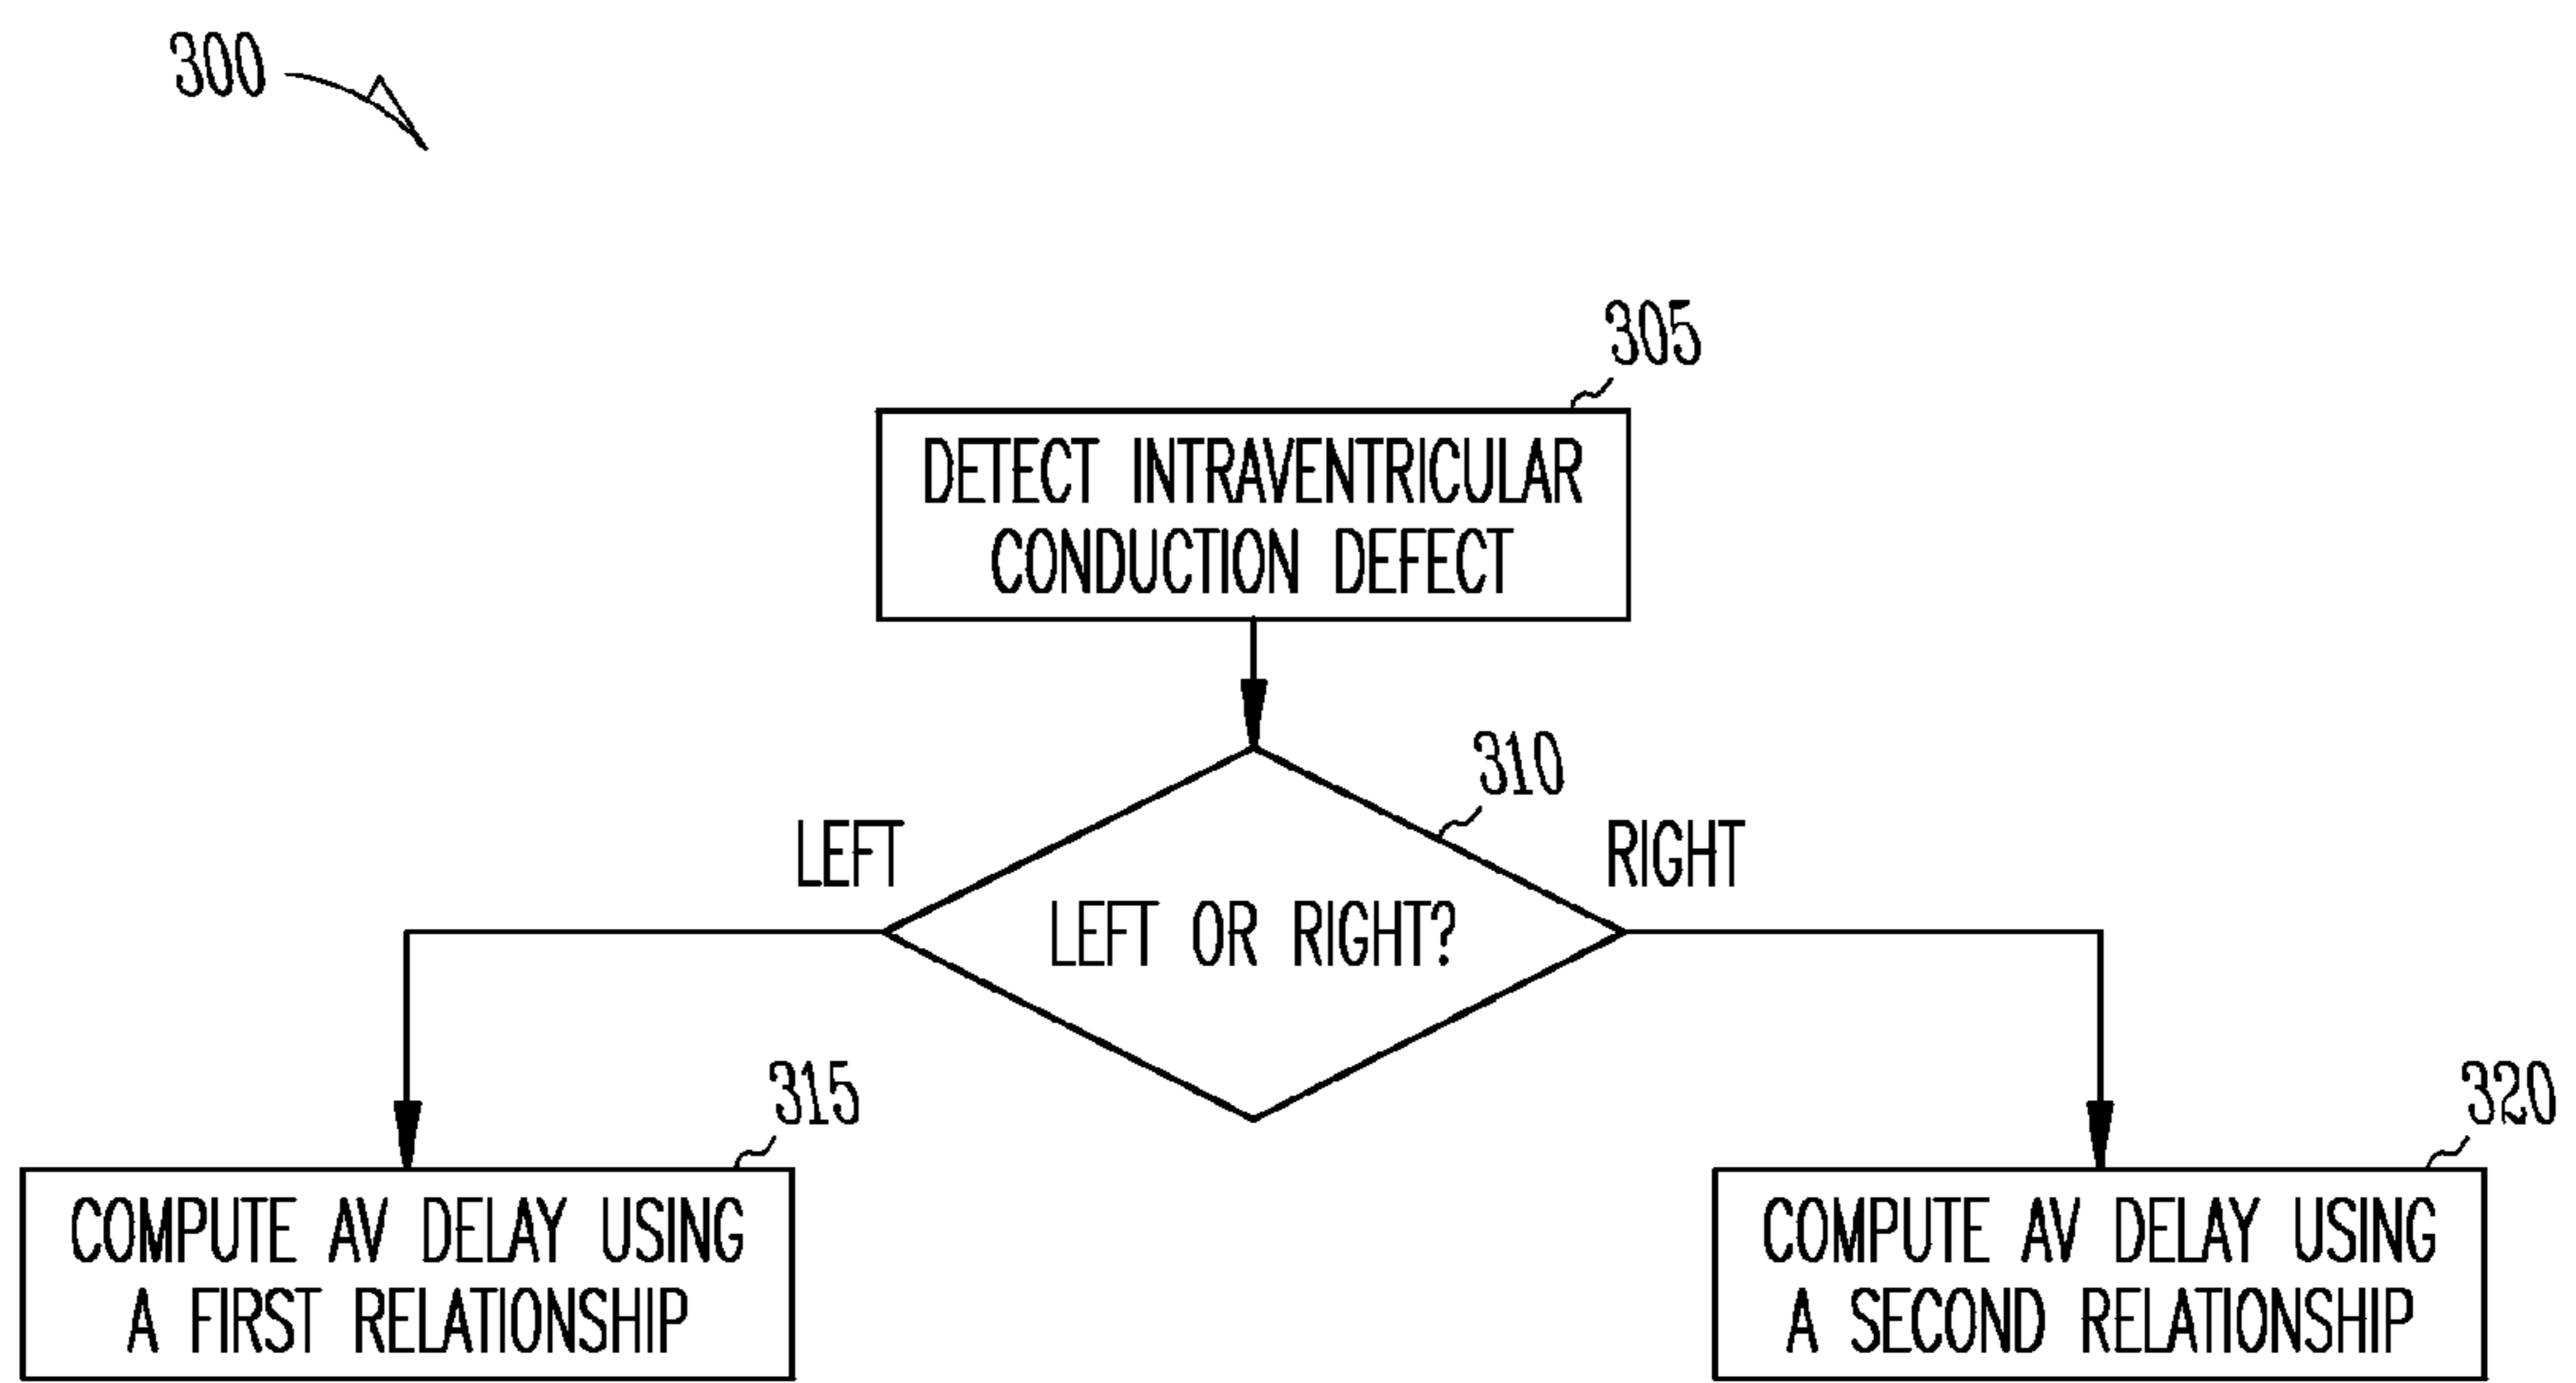 300
305
DETECT INTRAVENTRICULAR
CONDUCTION DEFECT
310
LEFT
RIGHT
LEFT OR RIGHT?
315
320
COMPUTE AV DELAY USING
A FIRST RELATIONSHIP
COMPUTE AV DELAY USING
A SECOND RELATIONSHIP